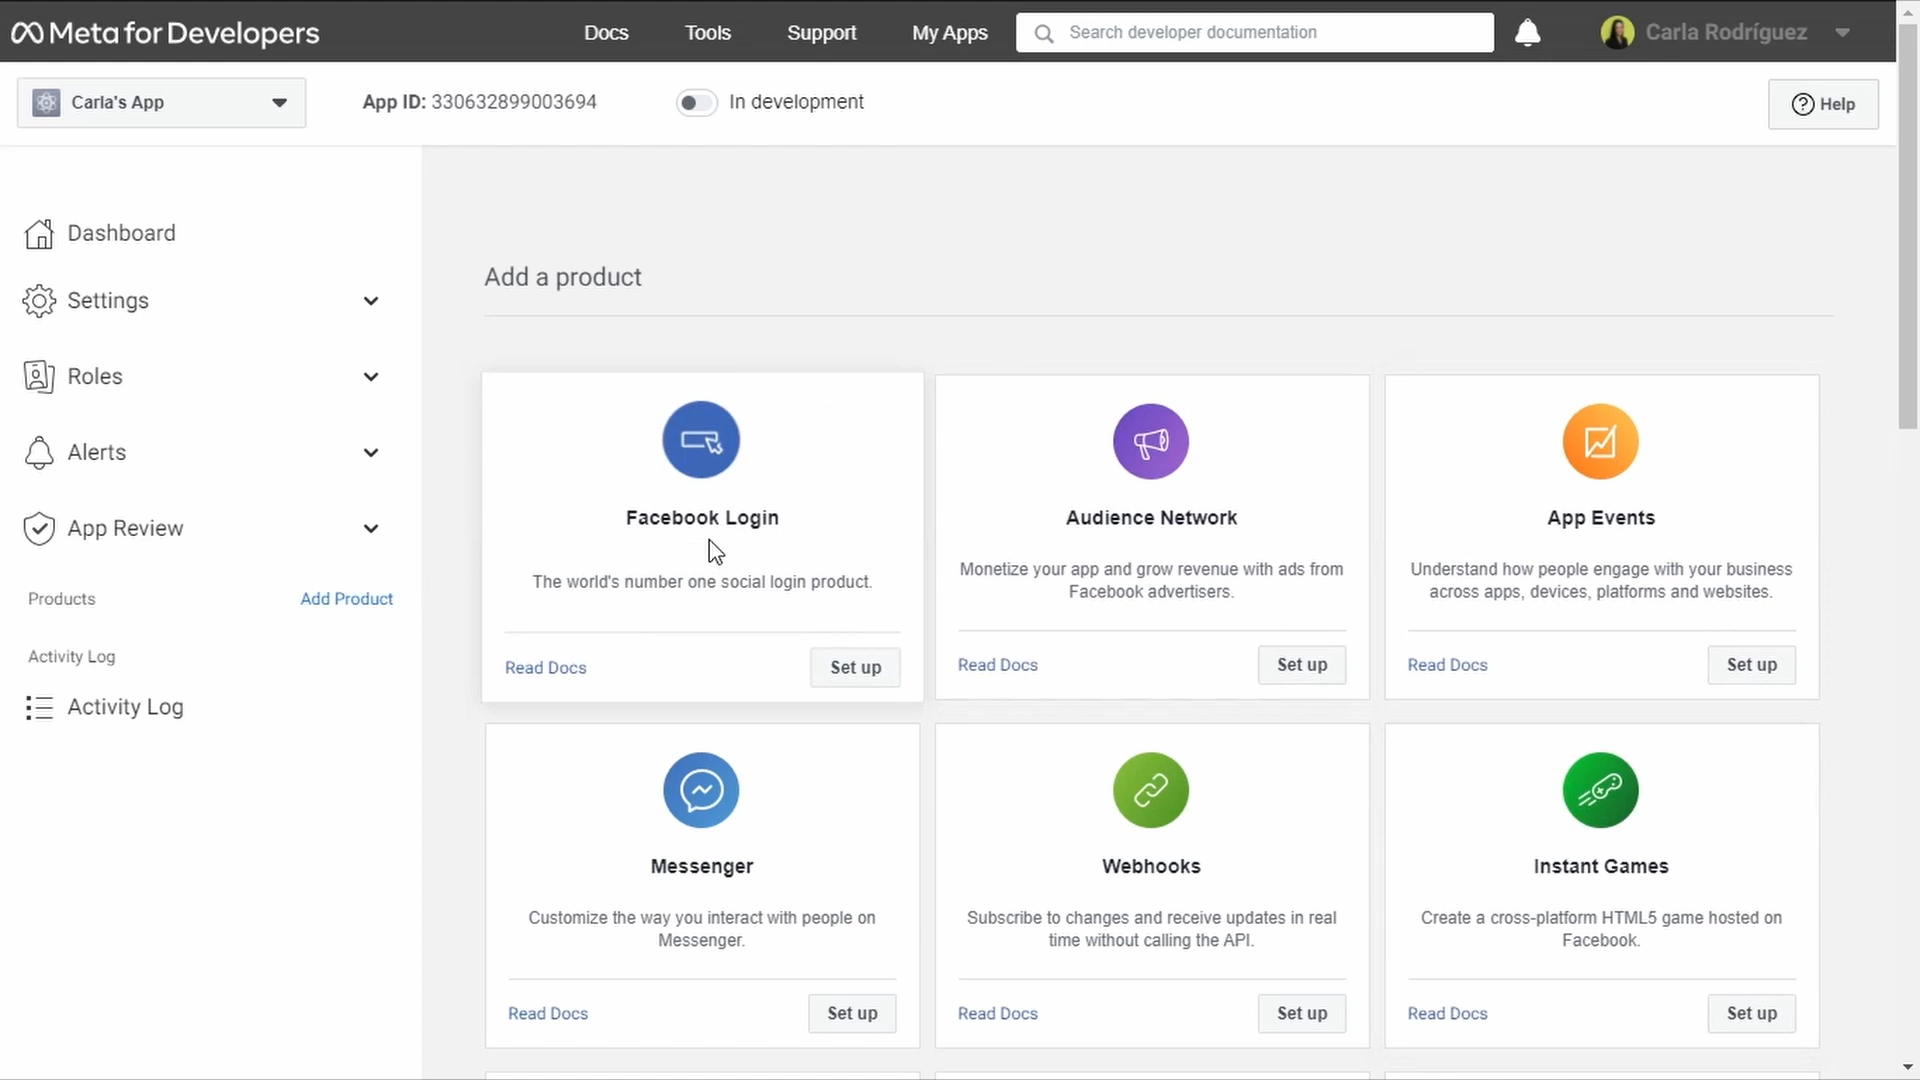 Meta for Developers
Docs
Tools
Support
My Apps
Search developer documentation
Carla Rodríguez
Carla's App
App ID: 330632899003694
In development
Help
Dashboard
Settings
Roles
Alerts
App Review
Products
Add Product
Activity Log
Activity Log
Add a product
Facebook Login
The world's number one social login product.
Read Docs
Set up
Audience Network
Monetize your app and grow revenue with ads from
Facebook advertisers.
Read Docs
Set up
App Events
Understand how people engage with your business
across apps, devices, platforms and websites.
Read Docs
Set up
Messenger
Customize the way you interact with people on
Messenger.
Read Docs
Set up
Webhooks
Subscribe to changes and receive updates in real
time without calling the API.
Read Docs
Set up
Instant Games
Create a cross-platform HTML5 game hosted on
Facebook.
Read Docs
Set up